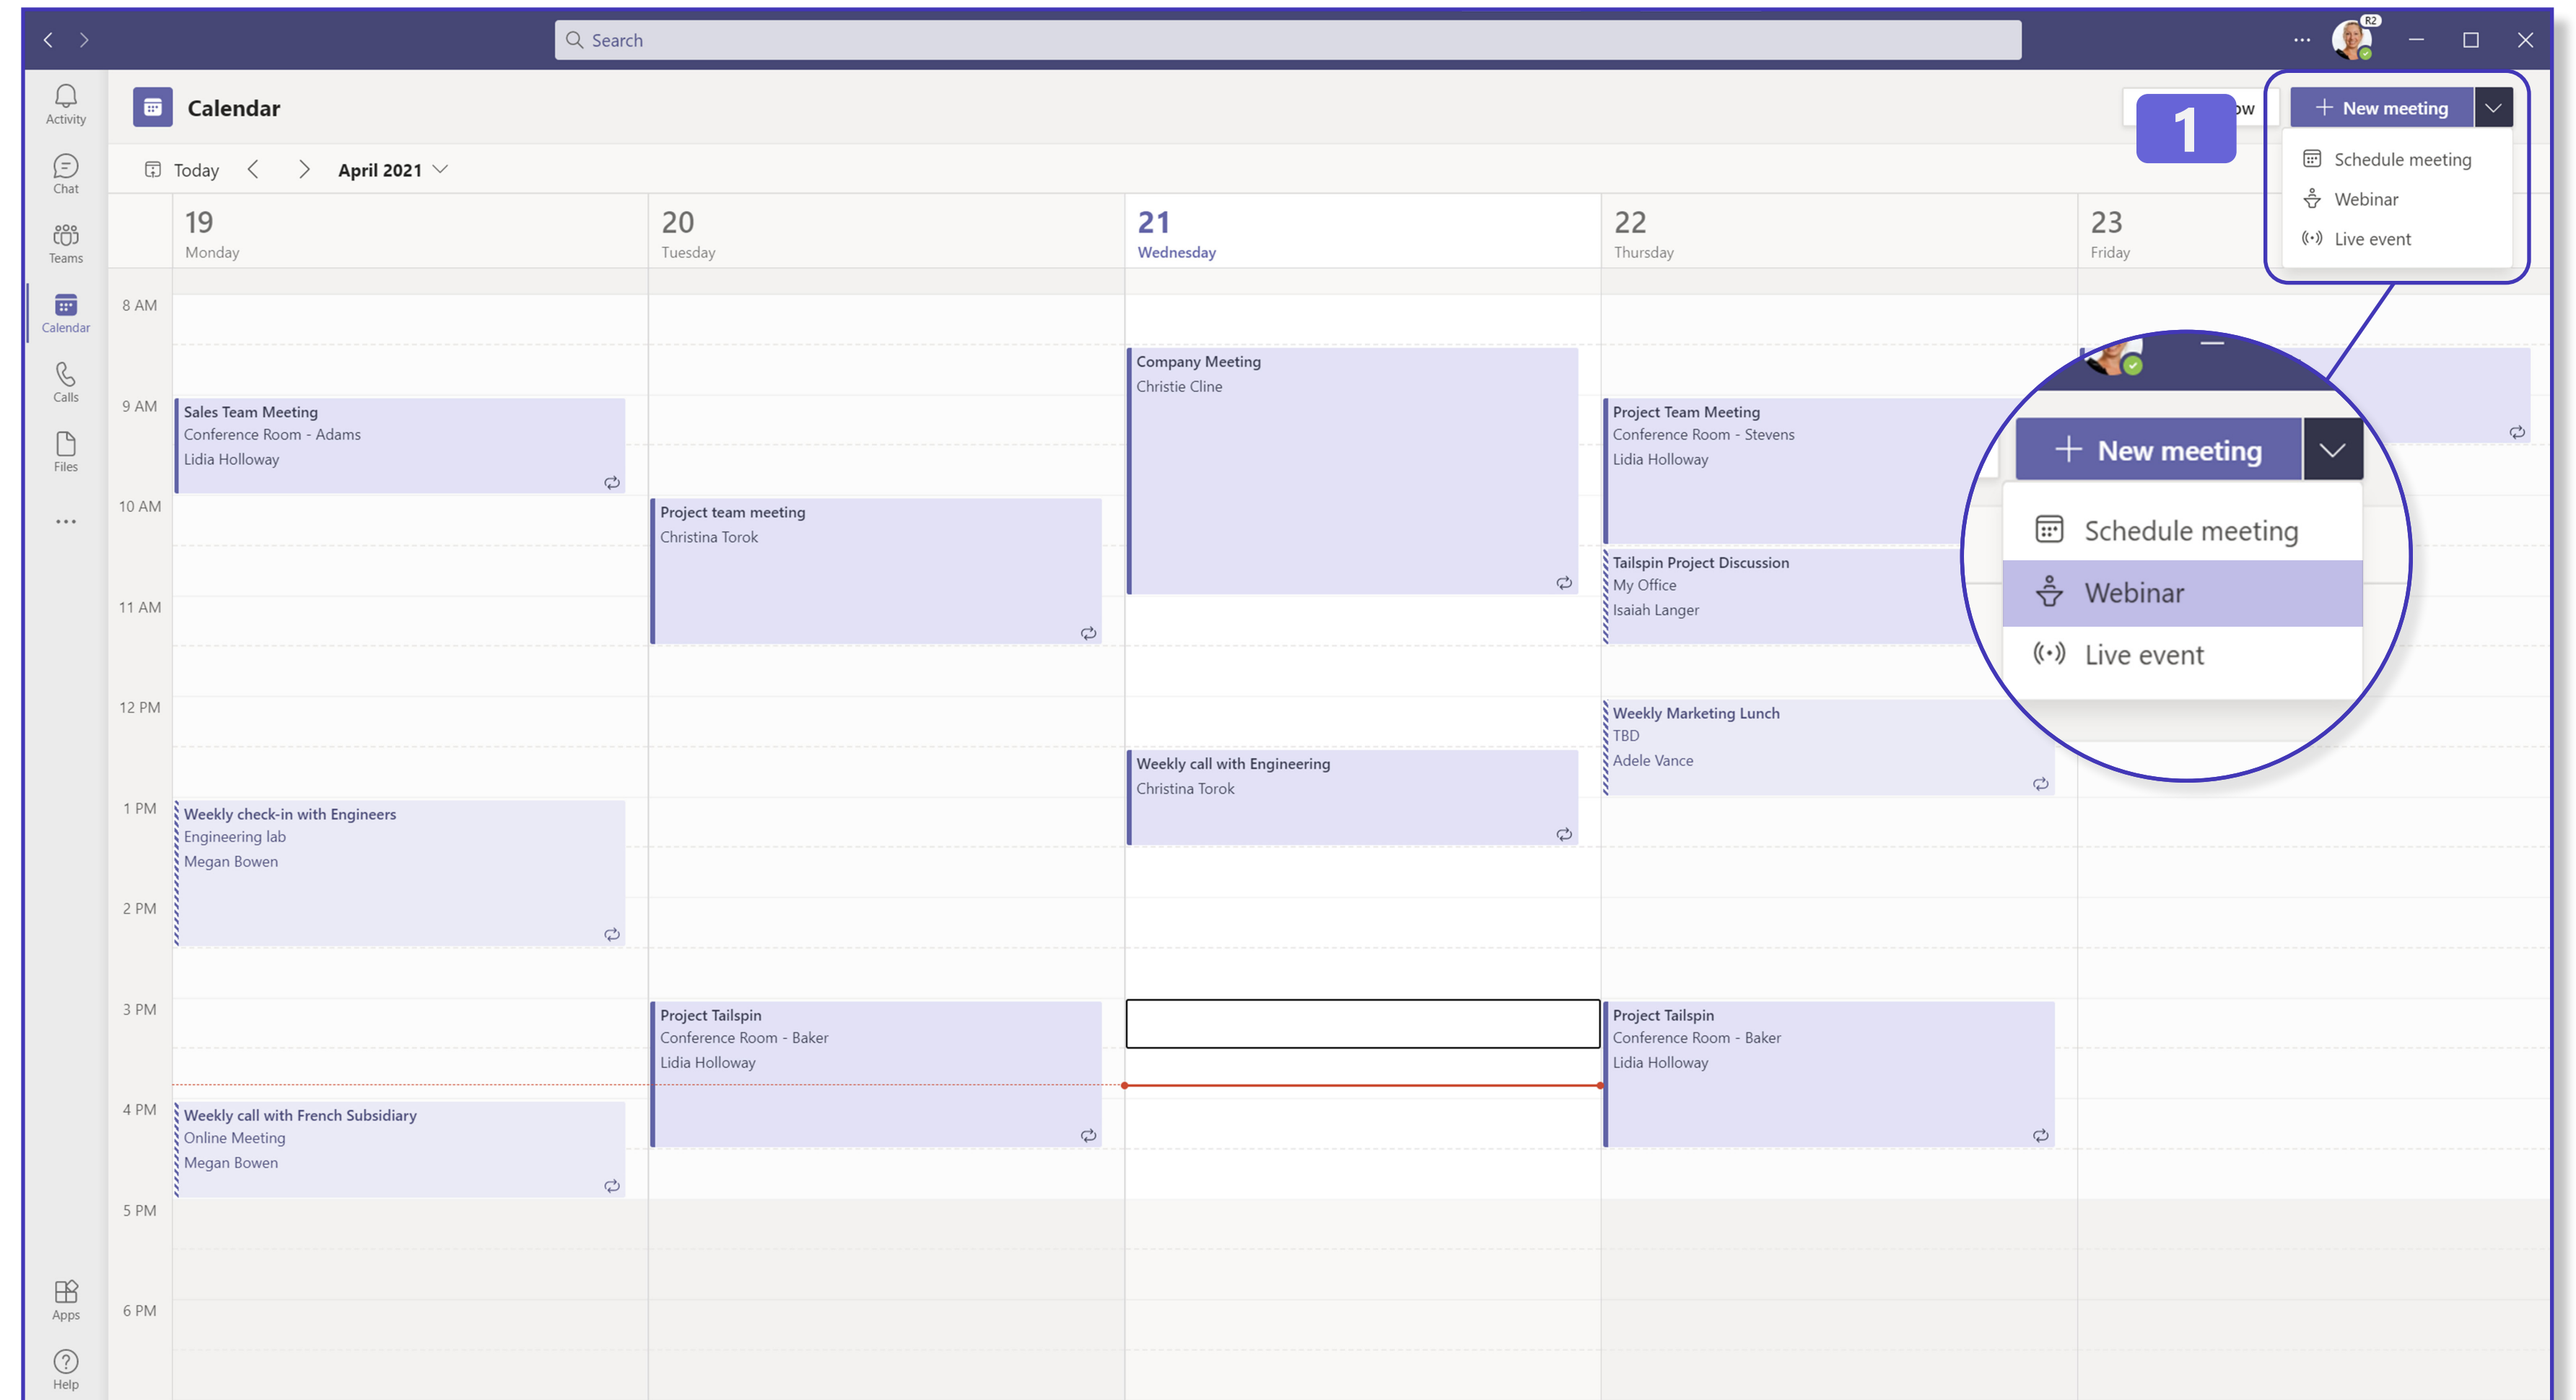 Search
R2
Activity
Chat
Teams
Calendar
Calls
Files
Apps
Help
Calendar
1
New meeting
Schedule meeting
Webinar
Live event
Today
April 2021
19
Monday
20
Tuesday
21
Wednesday
22
Thursday
23
Friday
8 AM
9 AM
10 AM
11 AM
12 PM
1 PM
2 PM
3 PM
4 PM
5 PM
6 PM
Sales Team Meeting
Conference Room - Adams
Lidia Holloway
Weekly check-in with Engineers
Engineering lab
Megan Bowen
Weekly call with French Subsidiary
Online Meeting
Megan Bowen
Project team meeting
Christina Torok
Project Tailspin
Conference Room - Baker
Lidia Holloway
Company Meeting
Christie Cline
Weekly call with Engineering
Christina Torok
Project Team Meeting
Conference Room - Stevens
Lidia Holloway
Tailspin Project Discussion
My Office
Isaiah Langer
Weekly Marketing Lunch
TBD
Adele Vance
Project Tailspin
Conference Room - Baker
Lidia Holloway
New meeting
Schedule meeting
Webinar
Live event